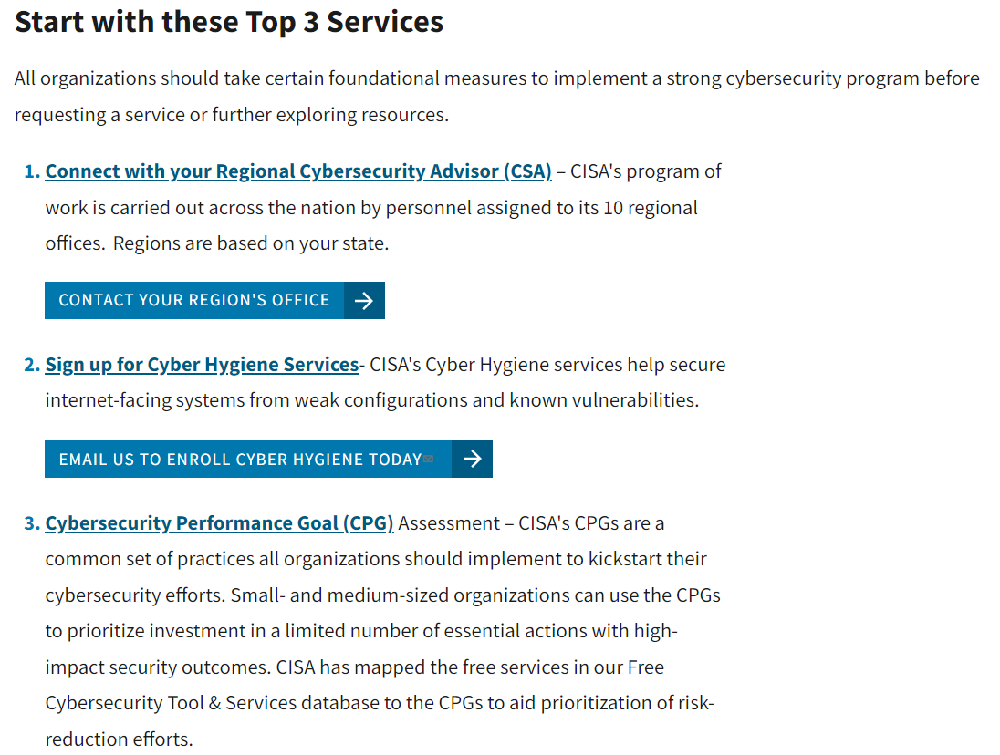 Start with these Top 3 Services
All organizations should take certain foundational measures to implement a strong cybersecurity program before
requesting a service or further exploring resources.
1. Connect with your Regional Cybersecurity Advisor (CSA) – CISA's program of
work is carried out across the nation by personnel assigned to its 10 regional
offices.  Regions are based on your state.
CONTACT YOUR REGION'S OFFICE
2. Sign up for Cyber Hygiene Services- CISA's Cyber Hygiene services help secure
internet-facing systems from weak configurations and known vulnerabilities.
EMAIL US TO ENROLL CYBER HYGIENE TODAY
3. Cybersecurity Performance Goal (CPG) Assessment – CISA's CPGs are a
common set of practices all organizations should implement to kickstart their
cybersecurity efforts. Small- and medium-sized organizations can use the CPGs
to prioritize investment in a limited number of essential actions with high-
impact security outcomes. CISA has mapped the free services in our Free
Cybersecurity Tool & Services database to the CPGs to aid prioritization of risk-
reduction efforts.